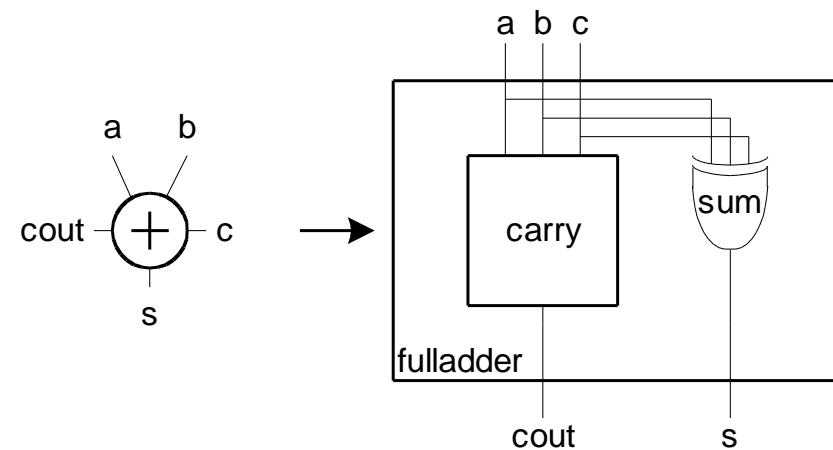 a b c
a b
cout + c
s
carry
sum
fulladder
cout s